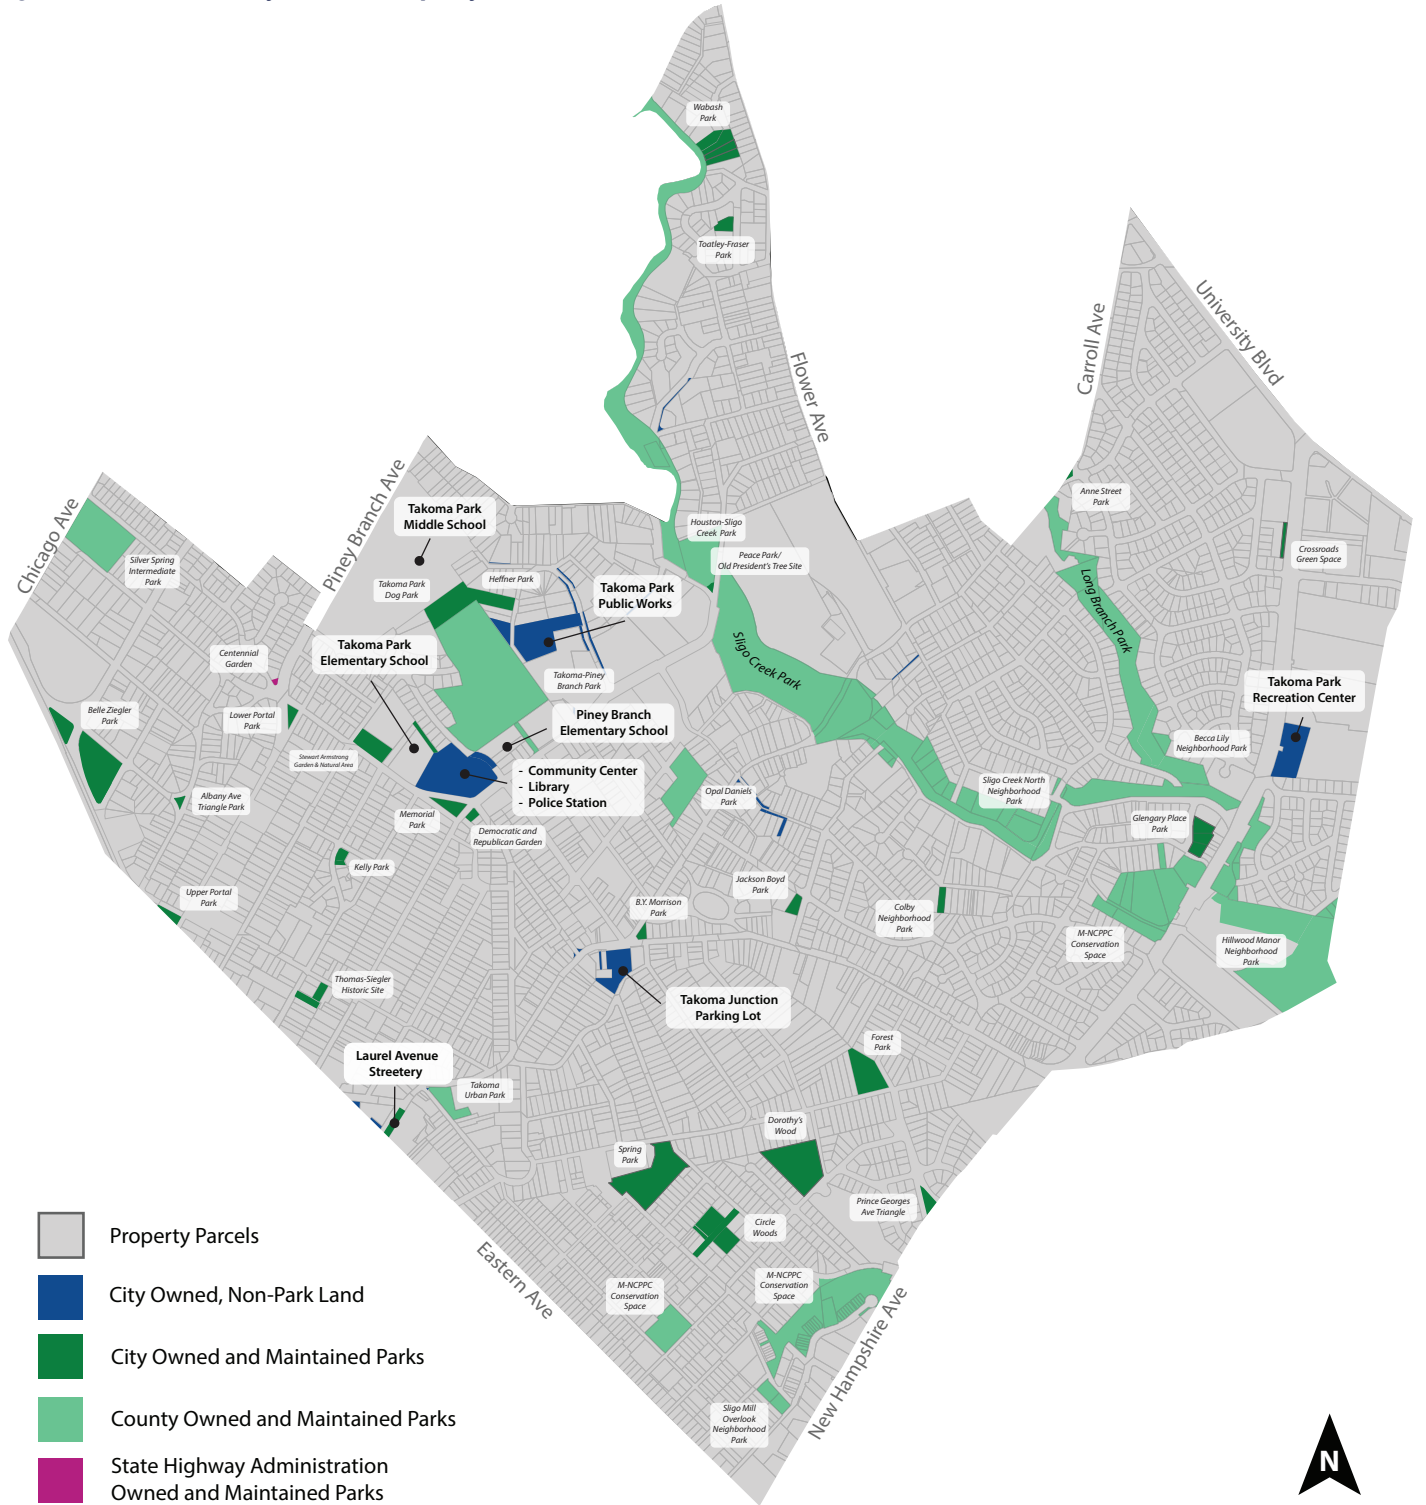 Wabash
Park
Toatley-Fraser
Park
Flower Ave
Carroll Ave
University Blvd
Chicago Ave
Piney Branch Ave
Takoma Park
Middle School
Silver Spring
Intermediate
Park
Takoma Park
Dog Park
Heffner Park
Takoma Park
Public Works
Houston-Sligo
Creek Park
Peace Park/
Old President's Tree Site
Anne Street
Park
Crossroads
Green Space
Long Branch Park
Sligo Creek Park
Centennial
Garden
Takoma Park
Elementary School
Takoma-Piney
Branch Park
Takoma Park
Recreation Center
Belle Ziegler
Park
Lower Portal
Park
Piney Branch
Elementary School
Becca Lily
Neighborhood Park
Stewart Armstrong
Garden & Natural Area
- Community Center
- Library
- Police Station
Albany Ave
Triangle Park
Memorial
Park
Democratic and
Republican Garden
Opal Daniels
Park
Sligo Creek North
Neighborhood
Park
Glengary Place
Park
Kelly Park
Upper Portal
Park
Jackson Boyd
Park
B.Y. Morrison
Park
Colby
Neighborhood
Park
M-NCPPC
Conservation
Space
Hillwood Manor
Neighborhood
Park
Thomas-Siegler
Historic Site
Takoma Junction
Parking Lot
Laurel Avenue
Streetery
Takoma
Urban Park
Forest
Park
Dorothy's
Wood
Spring
Park
Prince Georges
Ave Triangle
Circle
Woods
Eastern Ave
M-NCPPC
Conservation
Space
M-NCPPC
Conservation
Space
New Hampshire Ave
Sligo Mill
Overlook
Neighborhood
Park
Property Parcels
City Owned, Non-Park Land
City Owned and Maintained Parks
County Owned and Maintained Parks
State Highway Administration
Owned and Maintained Parks
N